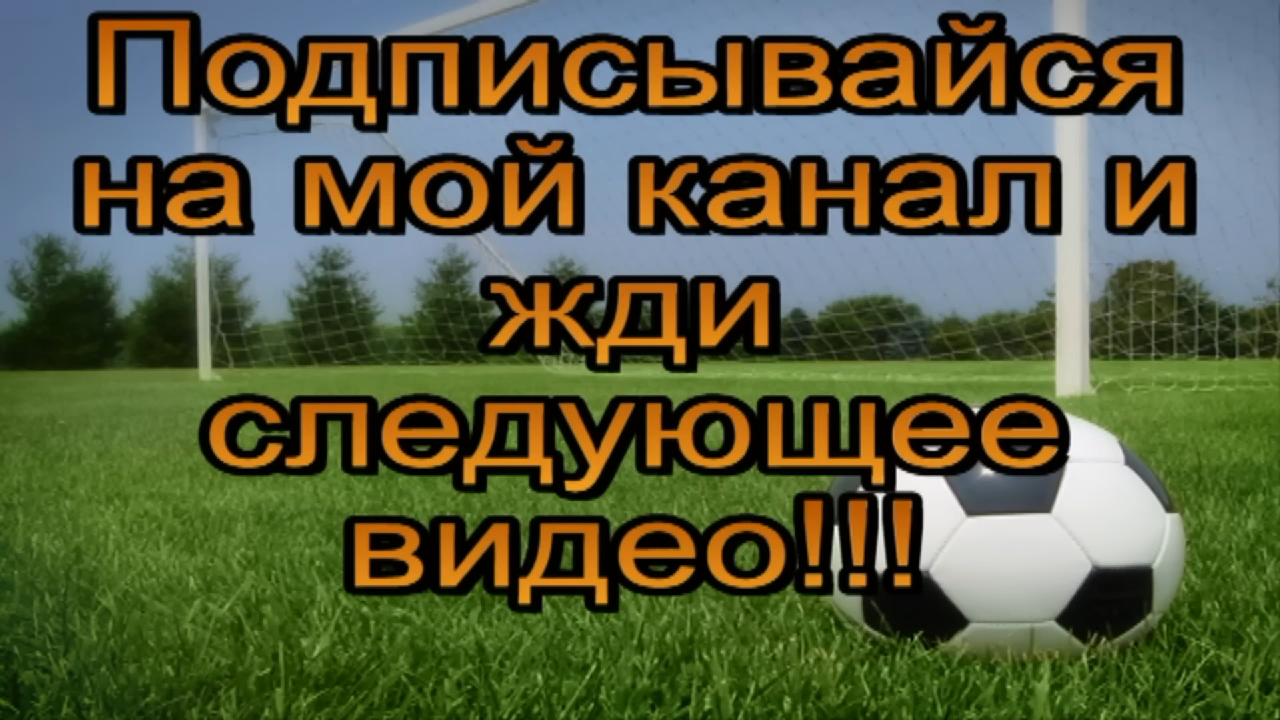 Подписывайся
на мой канал и
жди
следующее
видео!!!